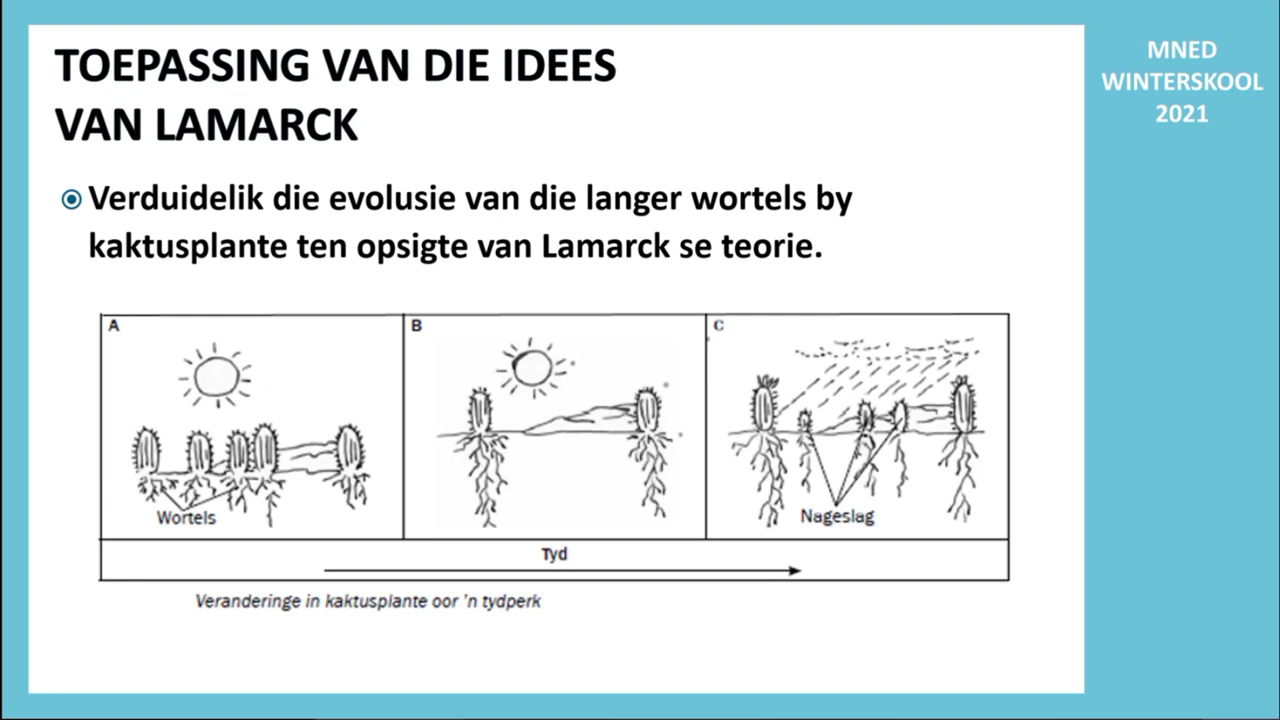 TOEPASSING VAN DIE IDEES
VAN LAMARCK
MNED
WINTERSKOOL
2021
Verduidelik die evolusie van die langer wortels by
kaktusplante ten opsigte van Lamarck se teorie.
A
B
C
Wortels
Nageslag
Tyd
Veranderinge in kaktusplante oor 'n tydperk